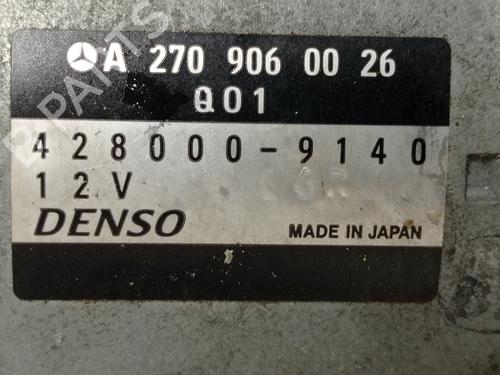 A 270 906 00 26
Q01
428000-9140
12V
DENSO
MADE IN JAPAN